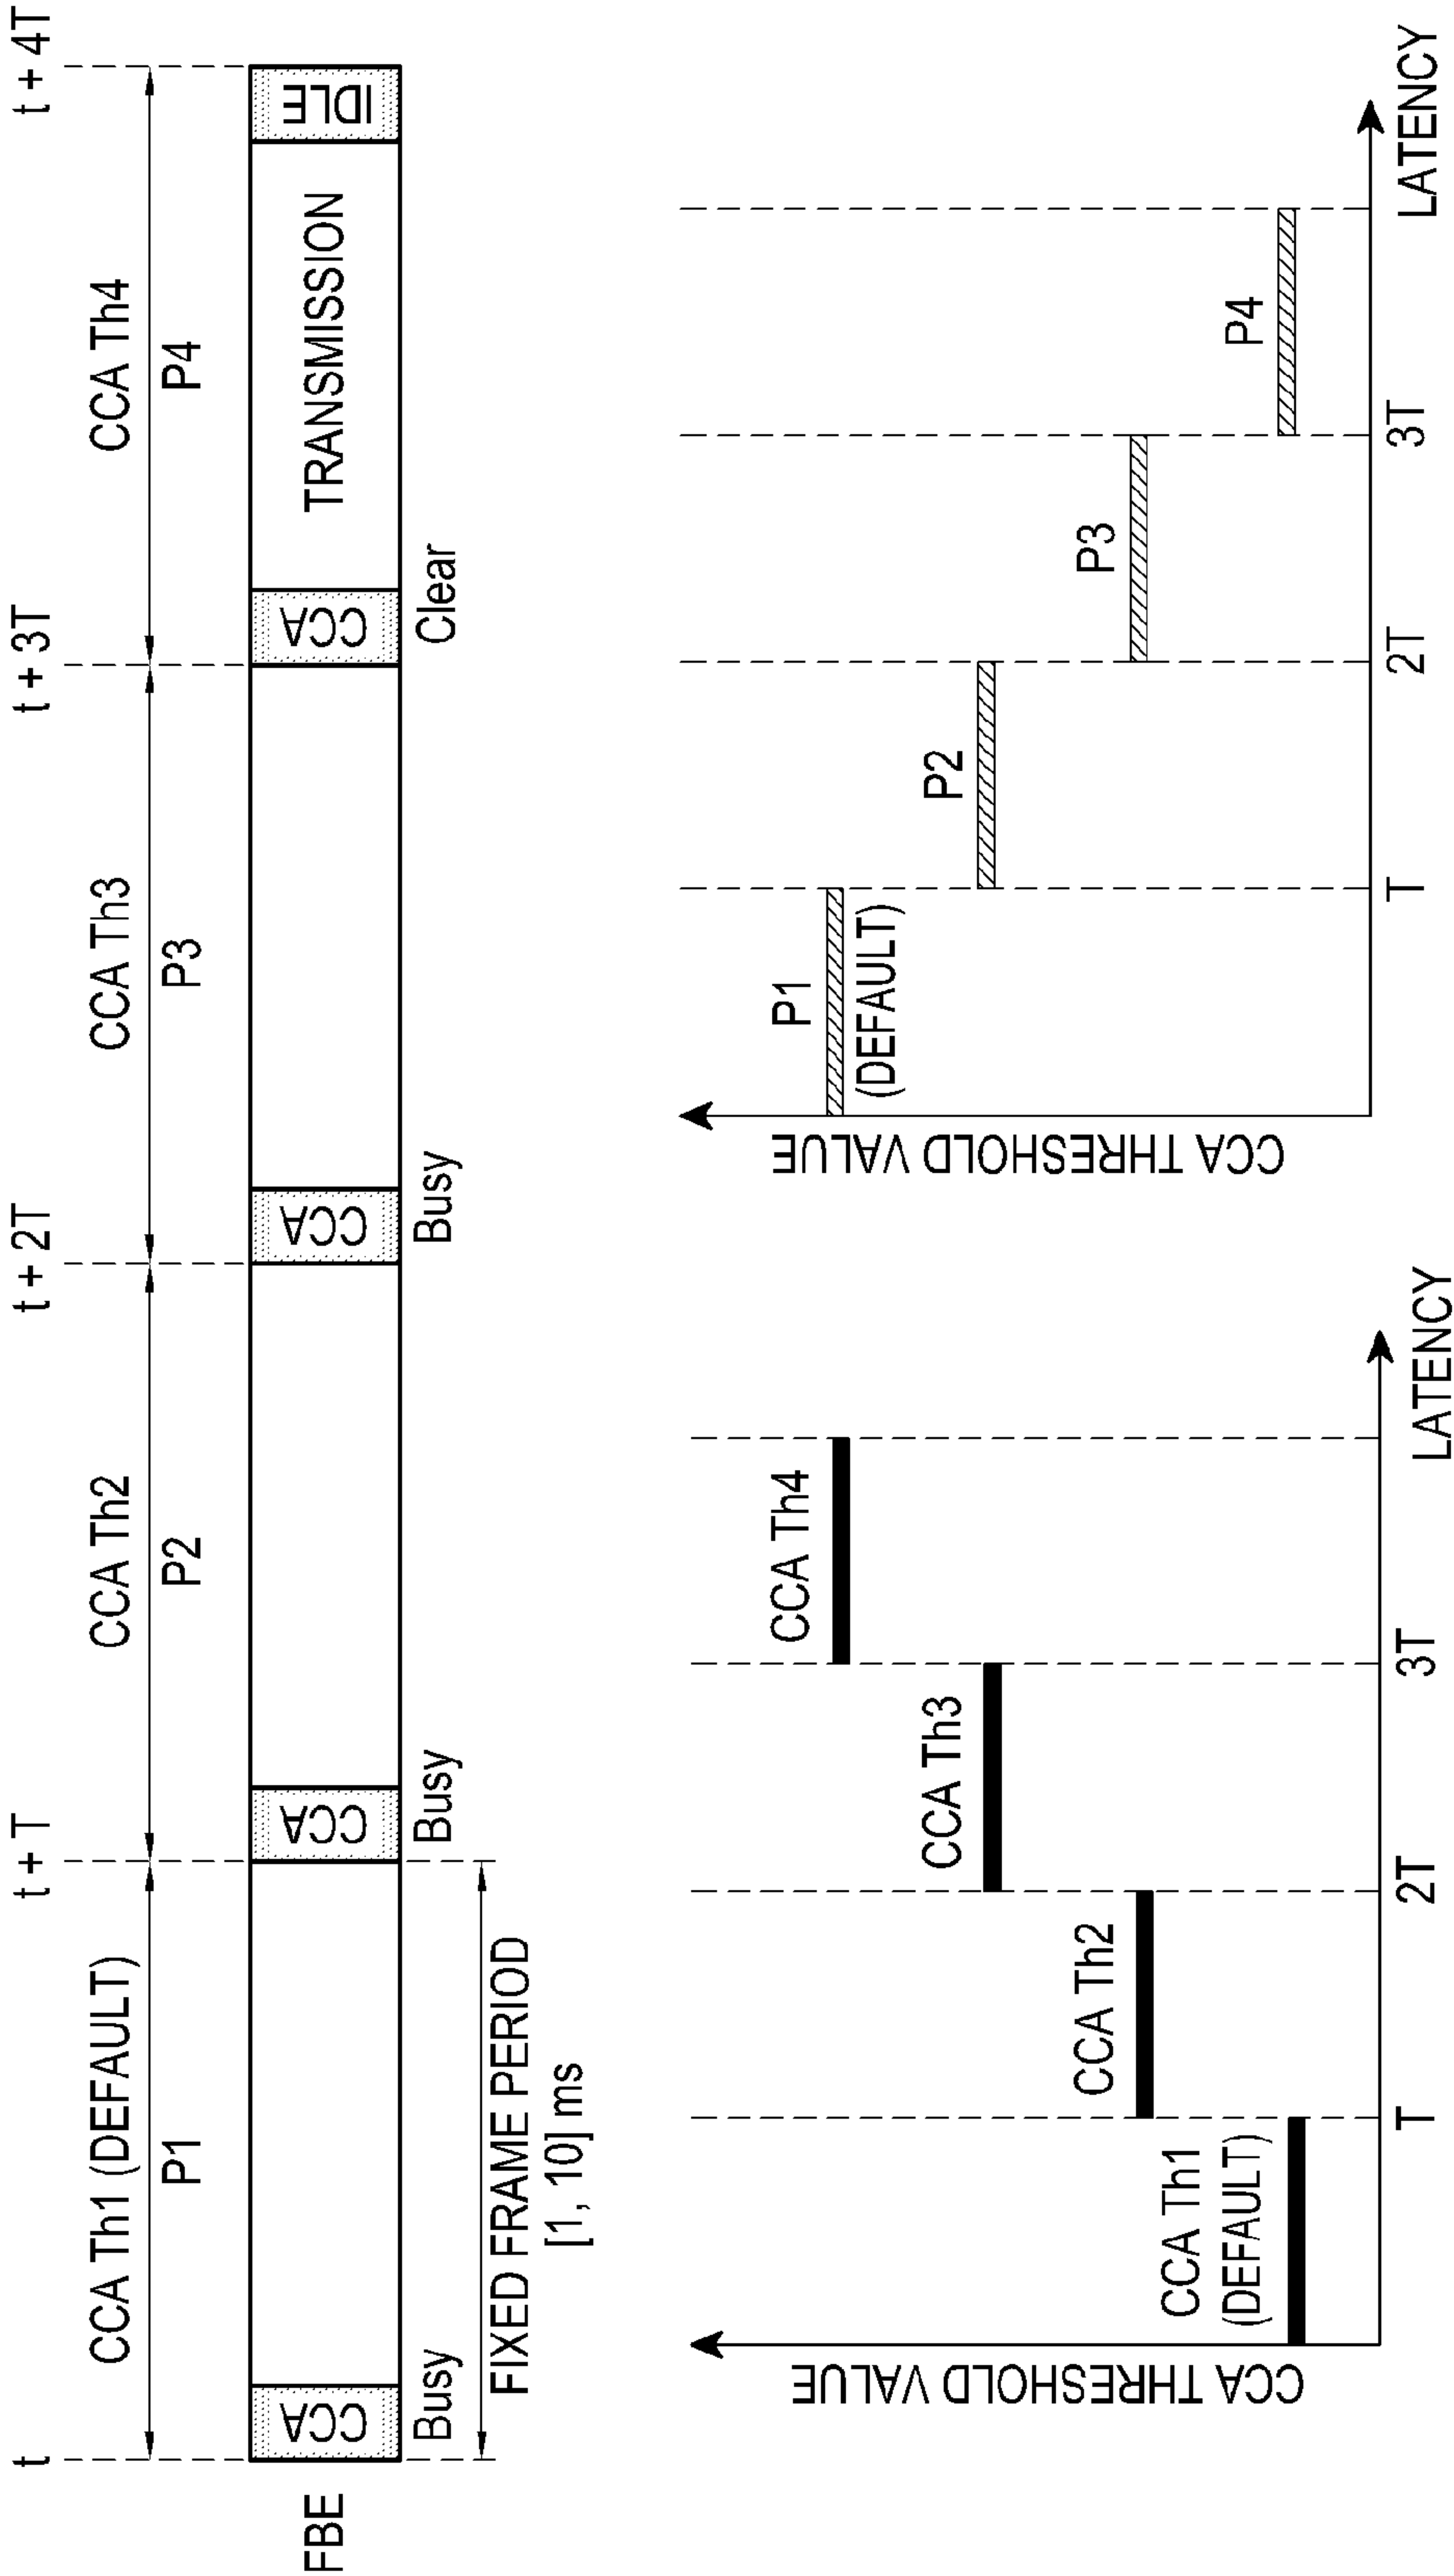 t
t + T
t + 2T
t + 3T
t + 4T
CCA Th1 (DEFAULT)
CCA Th2
CCA Th3
CCA Th4
P1
P2
P3
P4
FBE
CCA
CCA
CCA
CCA
TRANSMISSION
IDLE
Busy
Busy
Busy
Clear
FIXED FRAME PERIOD
[1, 10] ms
CCA THRESHOLD VALUE
CCA Th4
CCA Th3
CCA Th2
CCA Th1
(DEFAULT)
T
2T
3T
LATENCY
CCA THRESHOLD VALUE
P1
(DEFAULT)
P2
P3
P4
T
2T
3T
LATENCY